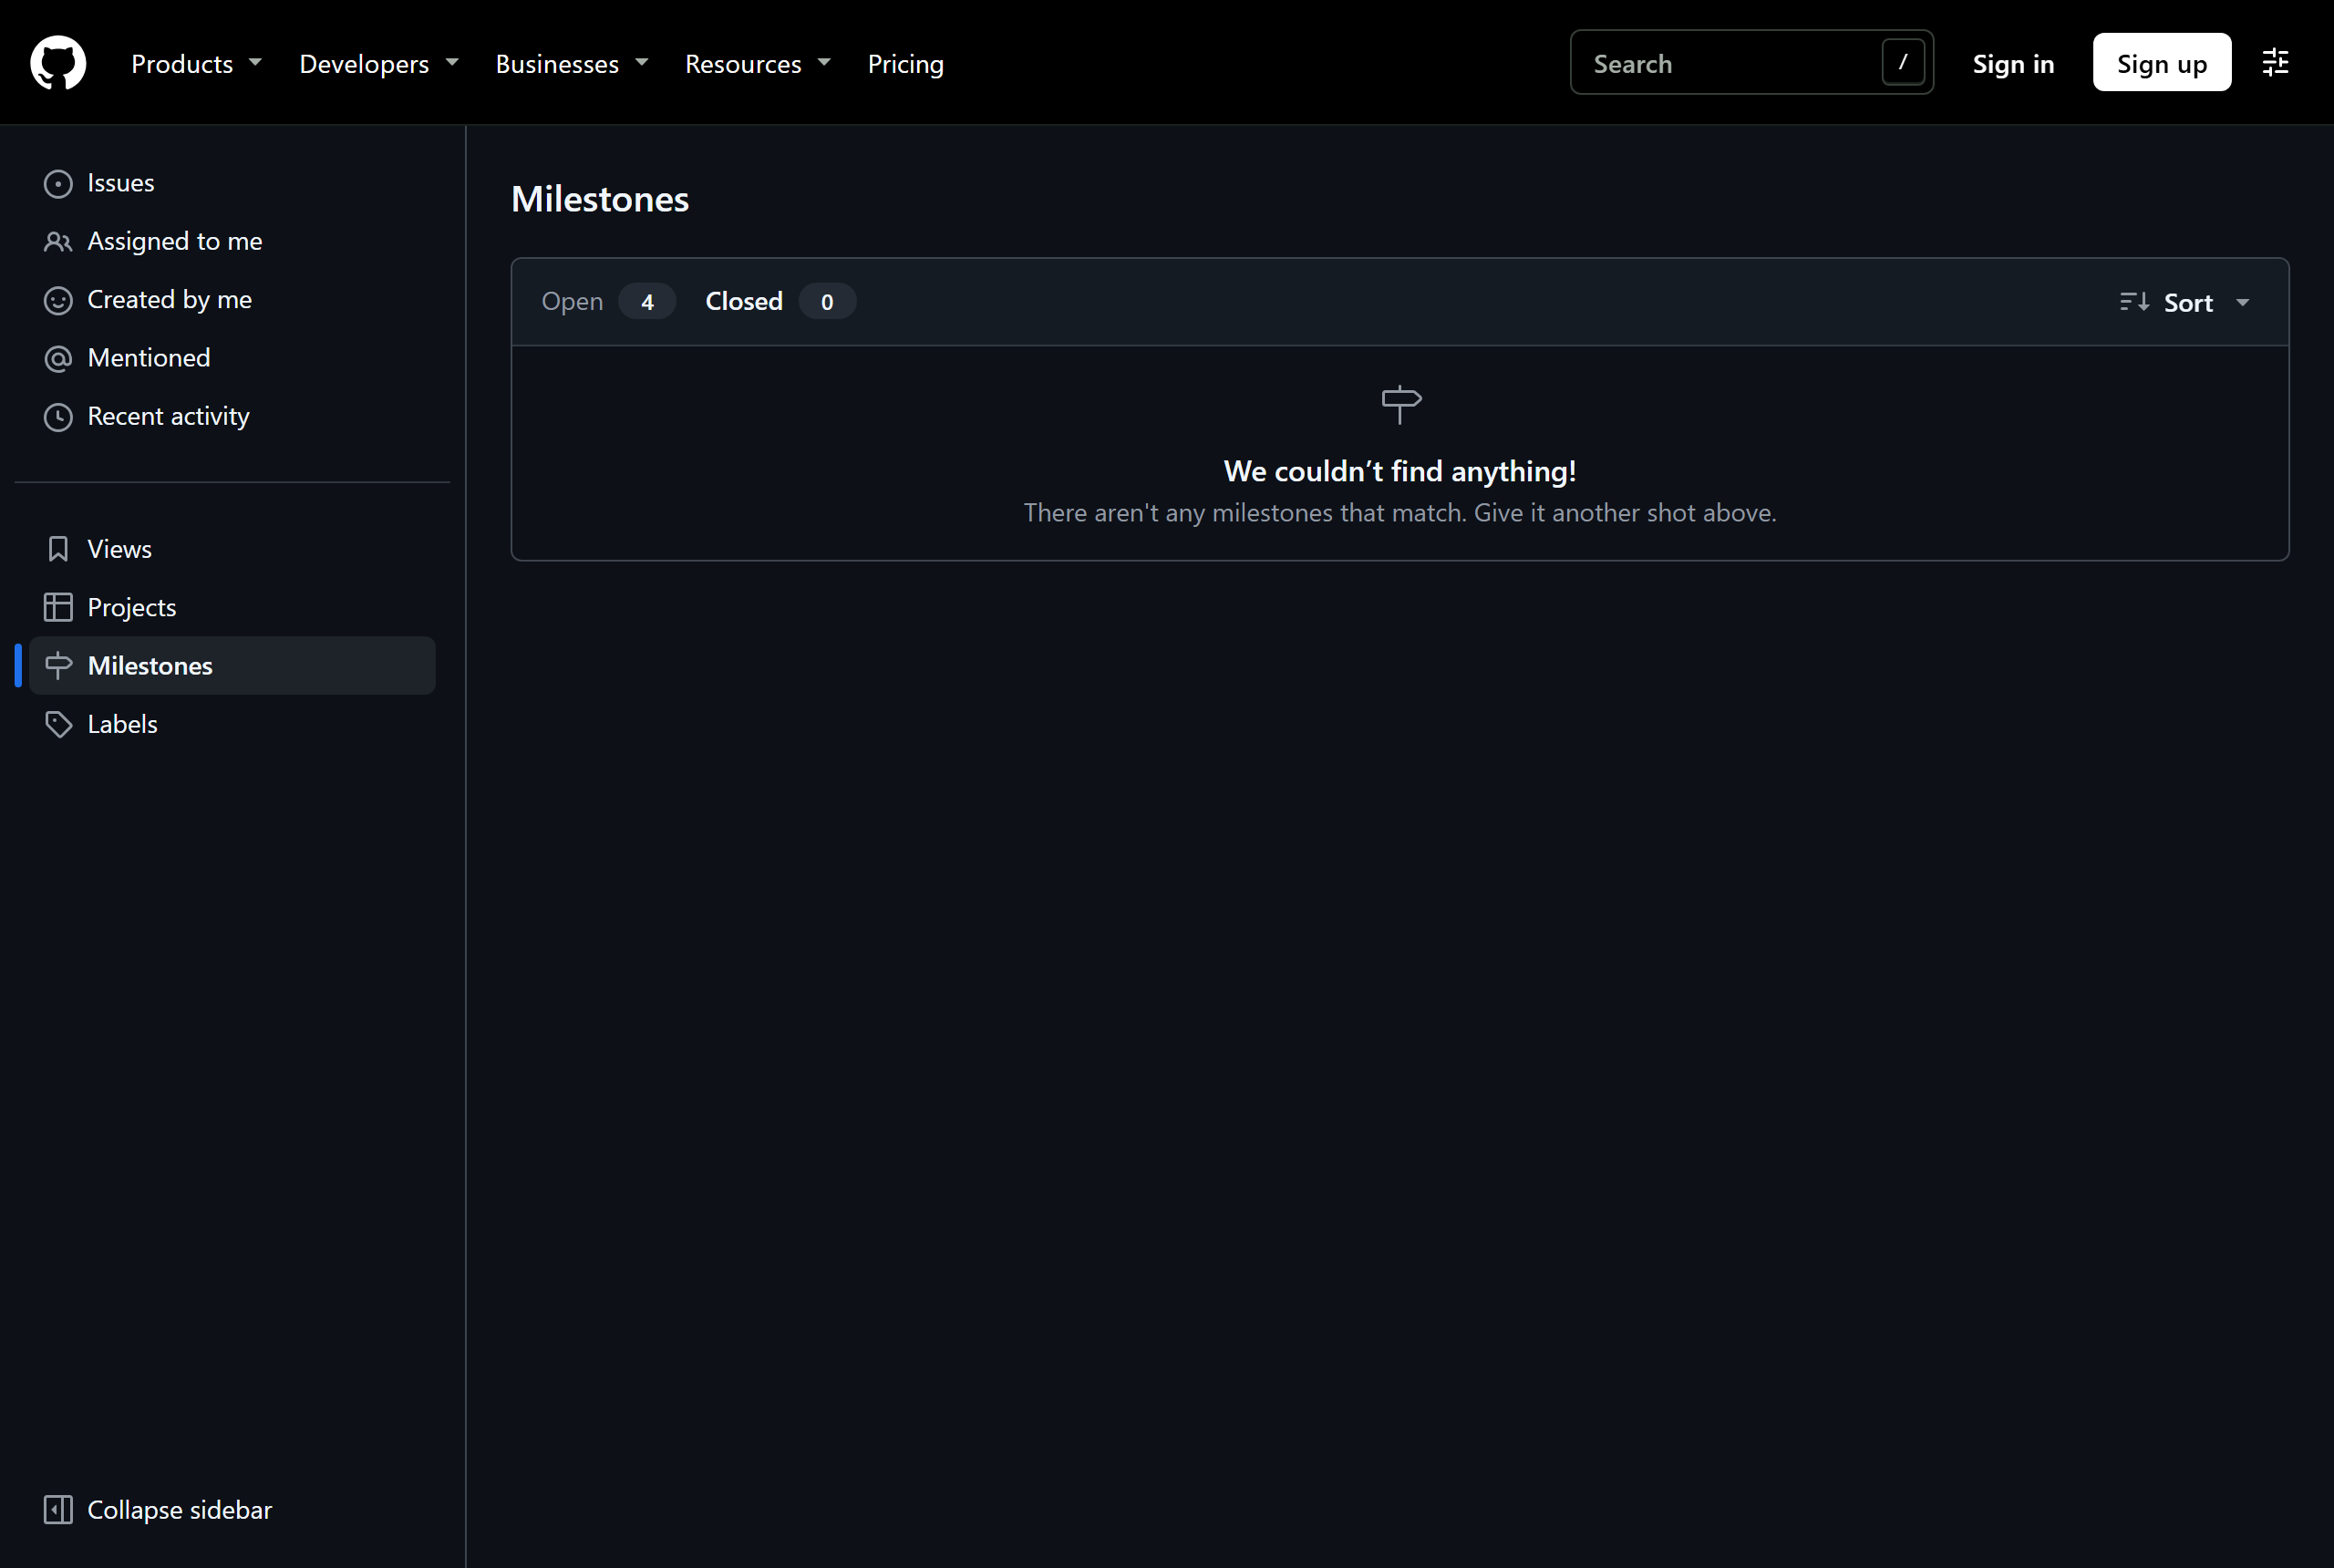 Products Developers Businesses Resources Pricing Search / Sign in Sign up
Issues
Assigned to me
Created by me
Mentioned
Recent activity
Views
Projects
Milestones
Labels
Collapse sidebar
Milestones
Open 4 Closed 0 Sort
We couldn’t find anything!
There aren't any milestones that match. Give it another shot above.